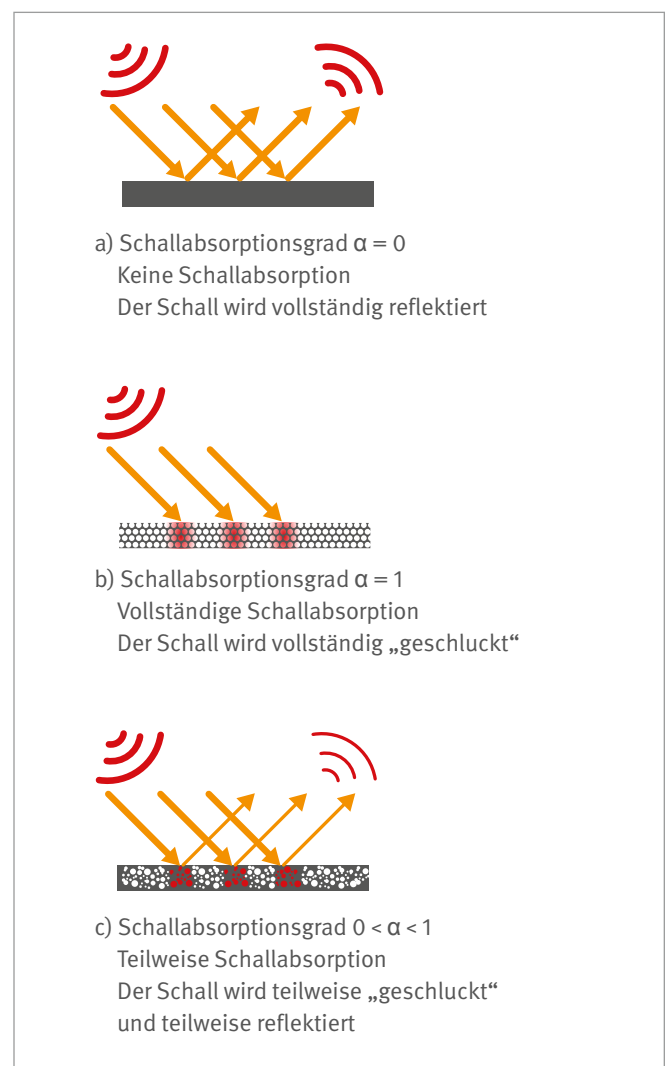 a) Schallabsorptionsgrad α = 0
Keine Schallabsorption
Der Schall wird vollständig reflektiert
b) Schallabsorptionsgrad α = 1
Vollständige Schallabsorption
Der Schall wird vollständig „geschluckt“
c) Schallabsorptionsgrad 0 < α < 1
Teilweise Schallabsorption
Der Schall wird teilweise „geschluckt“
und teilweise reflektiert